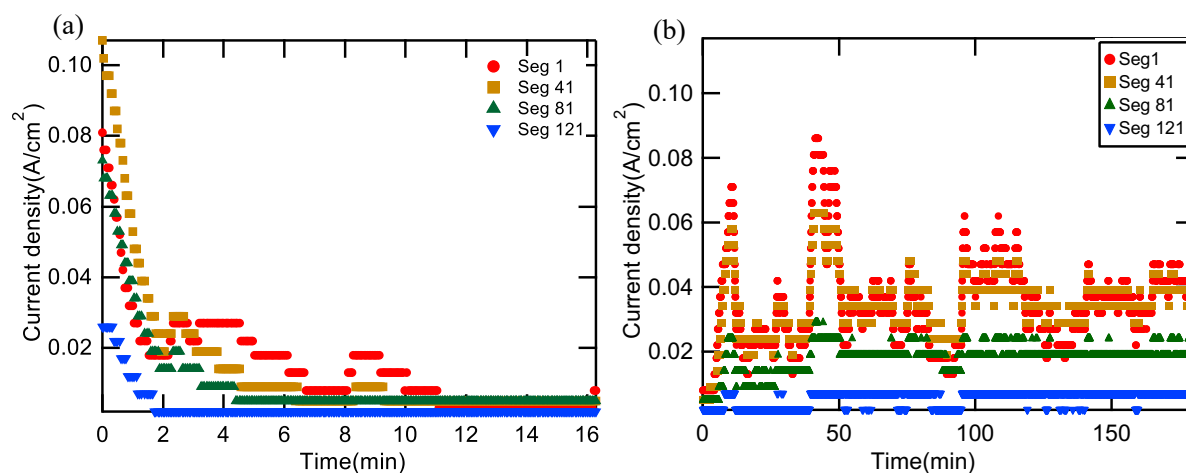 (a)
Current density(A/cm²)
0.10
0.08
0.06
0.04
0.02
0
2
4
6
8
10
12
14
16
Time(min)
Seg 1
Seg 41
Seg 81
Seg 121
(b)
Current density(A/cm²)
0.10
0.08
0.06
0.04
0.02
0
50
100
150
Time(min)
Seg1
Seg 41
Seg 81
Seg 121